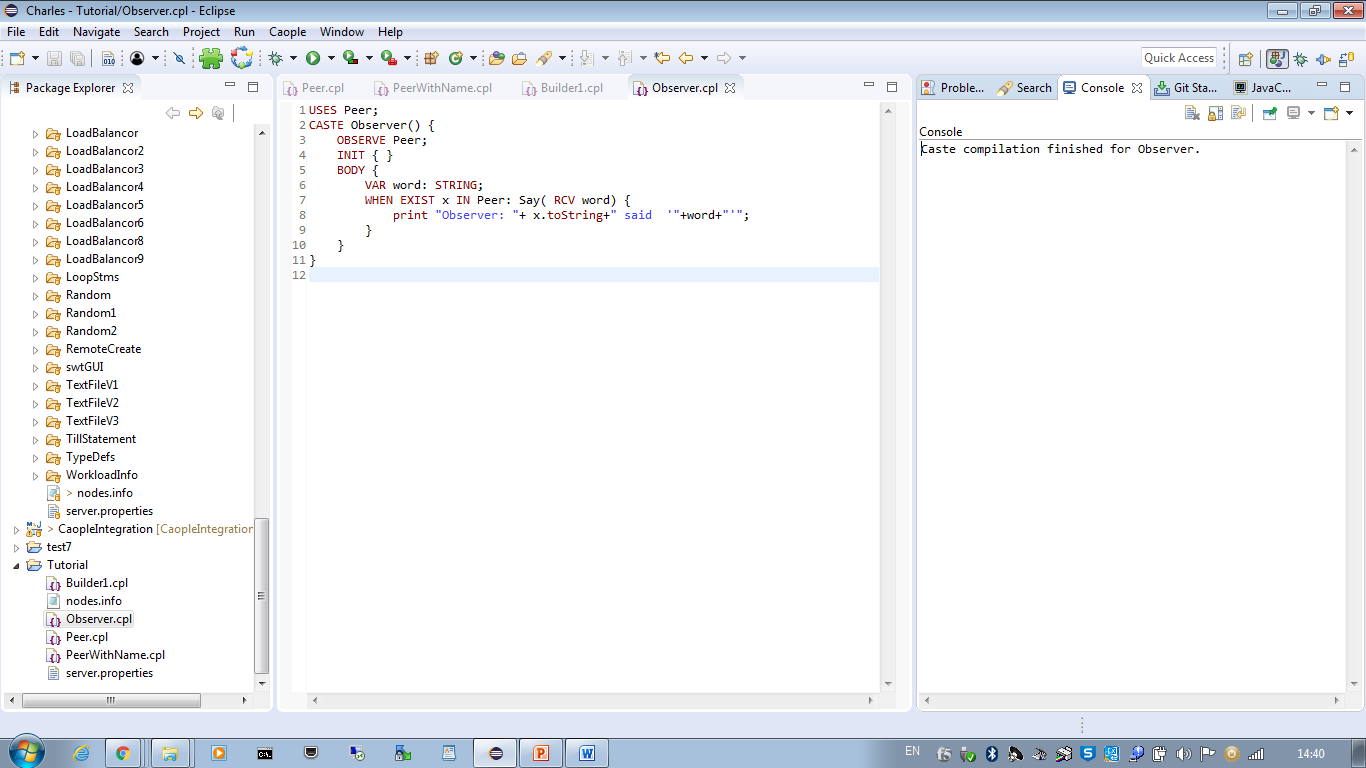 Charles - Tutorial/Observer.cpl - Eclipse
File Edit Navigate Search Project Run Caople Window Help
Quick Access
Package Explorer
LoadBalancor
LoadBalancor2
LoadBalancor3
LoadBalancor4
LoadBalancor5
LoadBalancor6
LoadBalancor8
LoadBalancor9
LoopStms
Random
Random1
Random2
RemoteCreate
swtGUI
TextFileV1
TextFileV2
TextFileV3
TillStatement
TypeDefs
WorkloadInfo
> nodes.info
server.properties
> CaopleIntegration [CaopleIntegration
test7
Tutorial
Builder1.cpl
nodes.info
Observer.cpl
Peer.cpl
PeerWithName.cpl
server.properties
Peer.cpl PeerWithName.cpl Builder1.cpl Observer.cpl
1 USES Peer;
2 CASTE Observer() {
3 OBSERVE Peer;
4 INIT { }
5 BODY {
6 VAR word: STRING;
7 WHEN EXIST x IN Peer: Say( RCV word) {
8 print "Observer: "+ x.toString+" said  '"+word+"'";
9 }
10 }
11 }
12
Proble... Search Console Git Sta... JavaC...
Console
Caste compilation finished for Observer.
EN 14:40